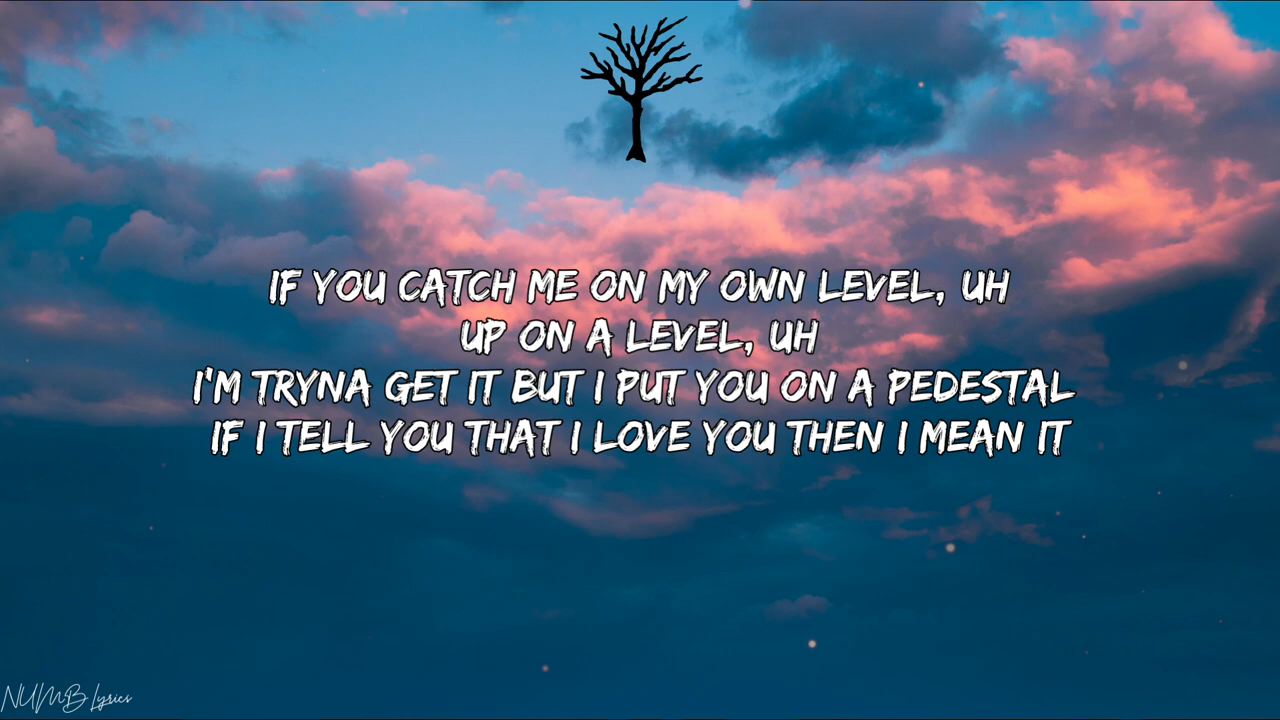 IF YOU CATCH ME ON MY OWN LEVEL, UH
UP ON A LEVEL, UH
I'M TRYNA GET IT BUT I PUT YOU ON A PEDESTAL
IF I TELL YOU THAT I LOVE YOU THEN I MEAN IT
NUMB Lyrics